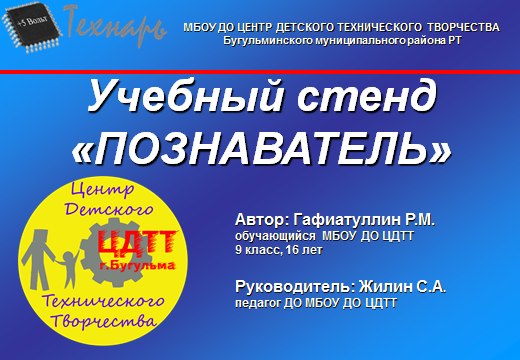 +5 Вольт
Технарь
МБОУ ДО ЦЕНТР ДЕТСКОГО ТЕХНИЧЕСКОГО ТВОРЧЕСТВА
Бугульминского муниципального района РТ
Учебный стенд
«ПОЗНАВАТЕЛЬ»
Центр
Детского
ЦДТТ
г.Бугульма
Технического
Творчества
Автор: Гафиатуллин Р.М.
обучающийся МБОУ ДО ЦДТТ
9 класс, 16 лет
Руководитель: Жилин С.А.
педагог ДО МБОУ ДО ЦДТТ